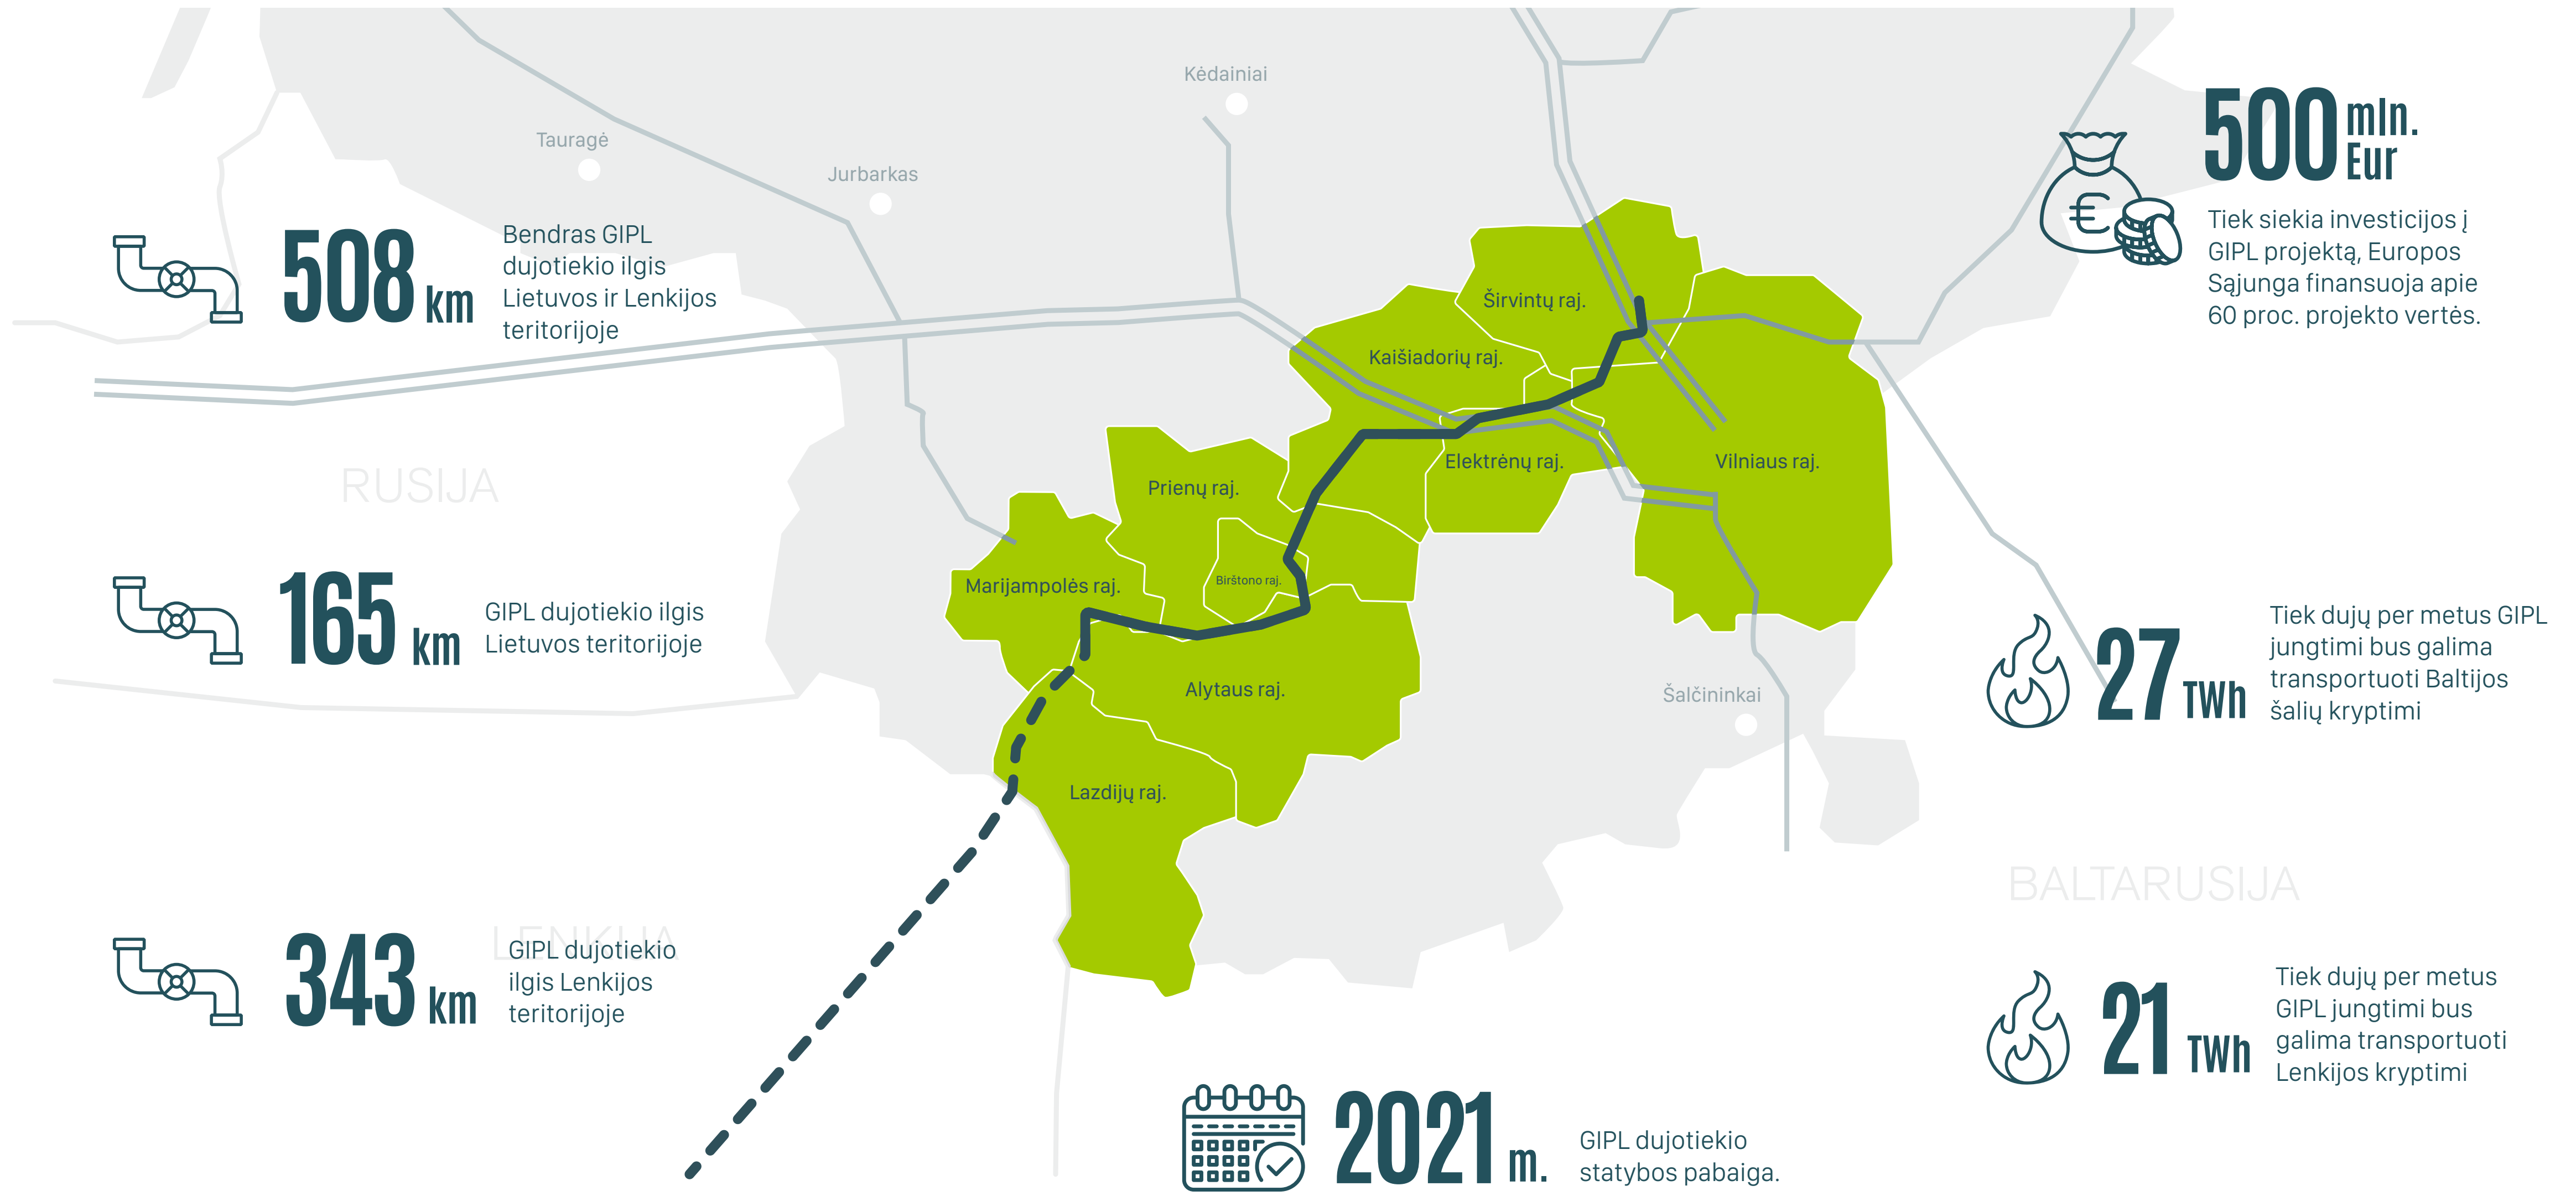 Kėdainiai
Tauragė
Jurbarkas
500 mln. Eur
Tiek siekia investicijos į
GIPL projektą, Europos
Sąjunga finansuoja apie
60 proc. projekto vertės.
508 km
Bendras GIPL
dujotiekio ilgis
Lietuvos ir Lenkijos
teritorijoje
Širvintų raj.
Kaišiadorių raj.
Elektrėnų raj.
Vilniaus raj.
RUSIJA
Prienų raj.
Birštono raj.
Marijampolės raj.
165 km
GIPL dujotiekio ilgis
Lietuvos teritorijoje
Alytaus raj.
Šalčininkai
27 TWh
Tiek dujų per metus GIPL
jungtimi bus galima
transportuoti Baltijos
šalių kryptimi
Lazdijų raj.
BALTARUSIJA
LENKIJA
343 km
GIPL dujotiekio
ilgis Lenkijos
teritorijoje
21 TWh
Tiek dujų per metus
GIPL jungtimi bus
galima transportuoti
Lenkijos kryptimi
2021 m.
GIPL dujotiekio
statybos pabaiga.